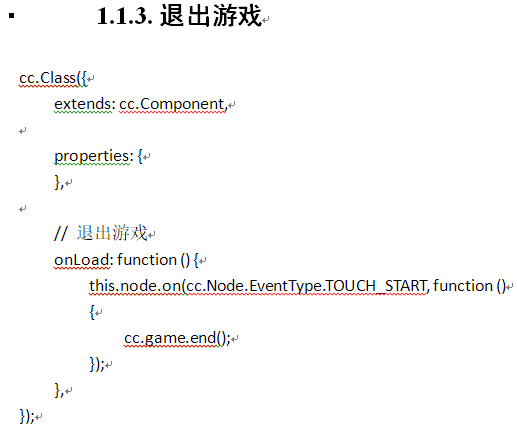 1.1.3. 退出游戏
cc.Class({
extends: cc.Component,
properties: {
},
// 退出游戏
onLoad: function () {
this.node.on(cc.Node.EventType.TOUCH_START, function ()
{
cc.game.end();
});
},
});